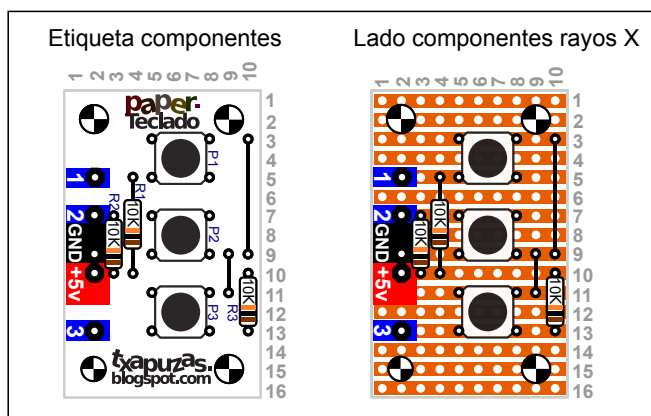 Etiqueta componentes
Lado componentes rayos X
1 2 3 4 5 6 7 8 9 10
paper-
Teclado
1
2
GND
+5v
3
R2
R1
10K
10K
10K
P1
P2
P3
R3
txapuzas.
blogspot.com
1
2
3
4
5
6
7
8
9
10
11
12
13
14
15
16
1 2 3 4 5 6 7 8 9 10
1
2
GND
+5v
3
10K
10K
10K
1
2
3
4
5
6
7
8
9
10
11
12
13
14
15
16